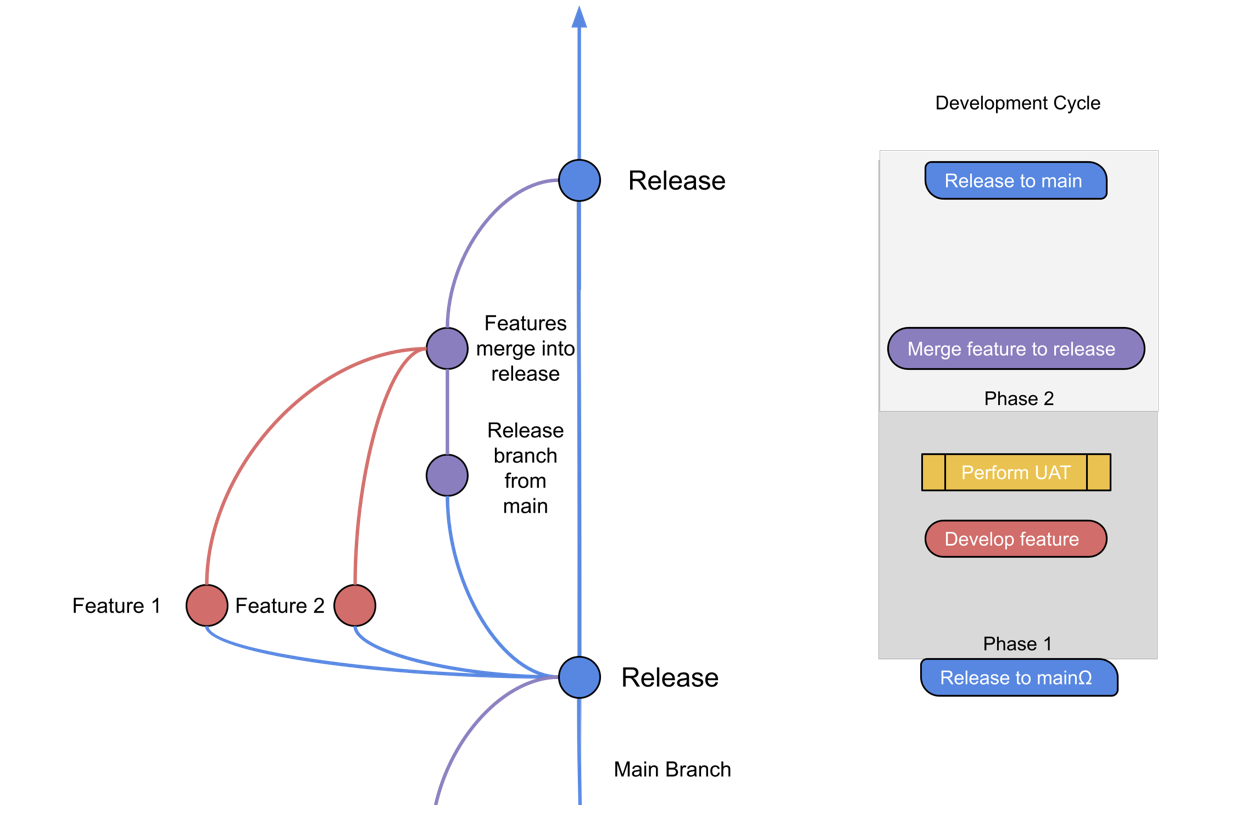 Development Cycle
Release
Release to main
Features
merge into
release
Merge feature to release
Phase 2
Release
branch
from
main
Perform UAT
Develop feature
Feature 1
Feature 2
Phase 1
Release
Release to mainΩ
Main Branch